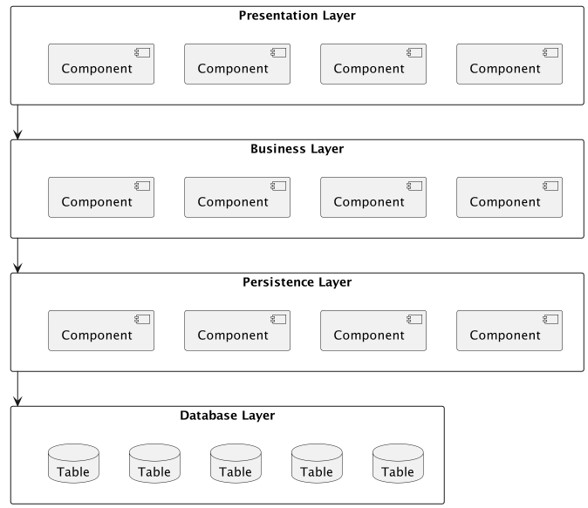 Presentation Layer
Component Component Component Component
Business Layer
Component Component Component Component
Persistence Layer
Component Component Component Component
Database Layer
Table Table Table Table Table